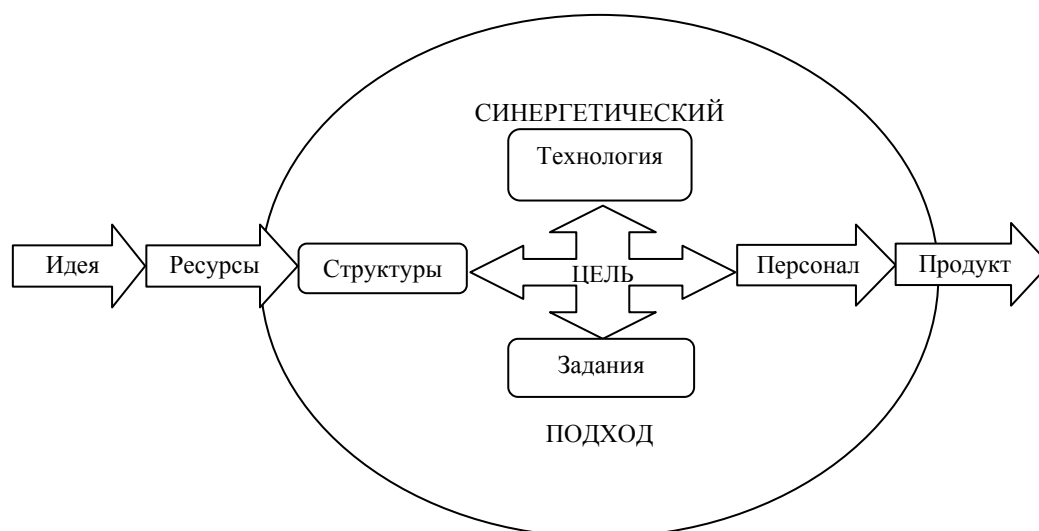 СИНЕРГЕТИЧЕСКИЙ
Технология
Идея
Ресурсы
Структуры
ЦЕЛЬ
Персонал
Продукт
Задания
ПОДХОД